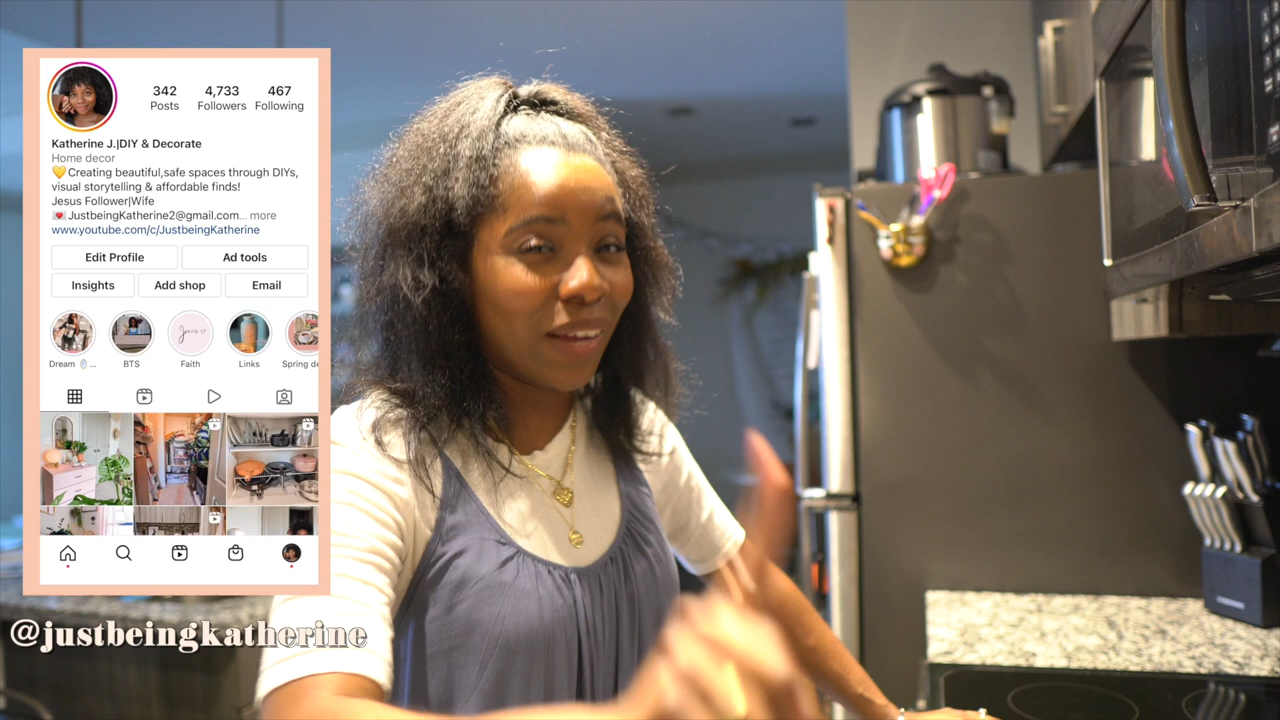 342 4,733 467
Posts Followers Following
Katherine J.|DIY & Decorate
Home decor
💛Creating beautiful,safe spaces through DIYs,
visual storytelling & affordable finds!
Jesus Follower|Wife
💌JustbeingKatherine2@gmail.com... more
www.youtube.com/c/JustbeingKatherine
Edit Profile Ad tools
Insights Add shop Email
Jesus
Dream 🪞... BTS Faith Links Spring de
@justbeingkatherine